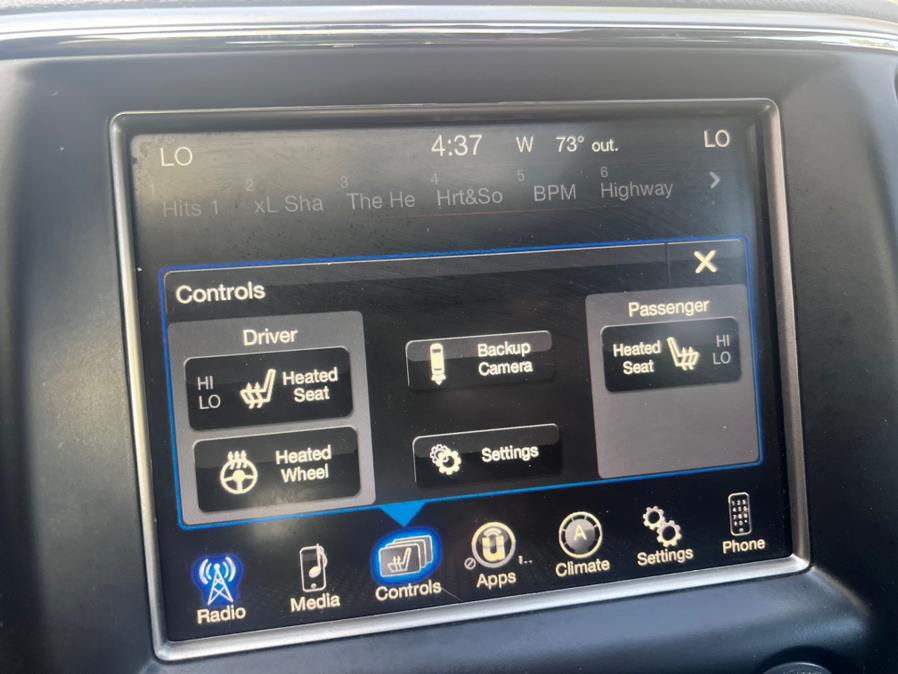 LO 4:37 W 73° out. LO
1 2 3 4 5 6
Hits 1 xL Sha The He Hrt&So BPM Highway
Controls
Driver
HI
LO
Heated
Seat
Heated
Wheel
Backup
Camera
Settings
Passenger
Heated
Seat
HI
LO
Radio Media Controls Apps Climate Settings Phone
A